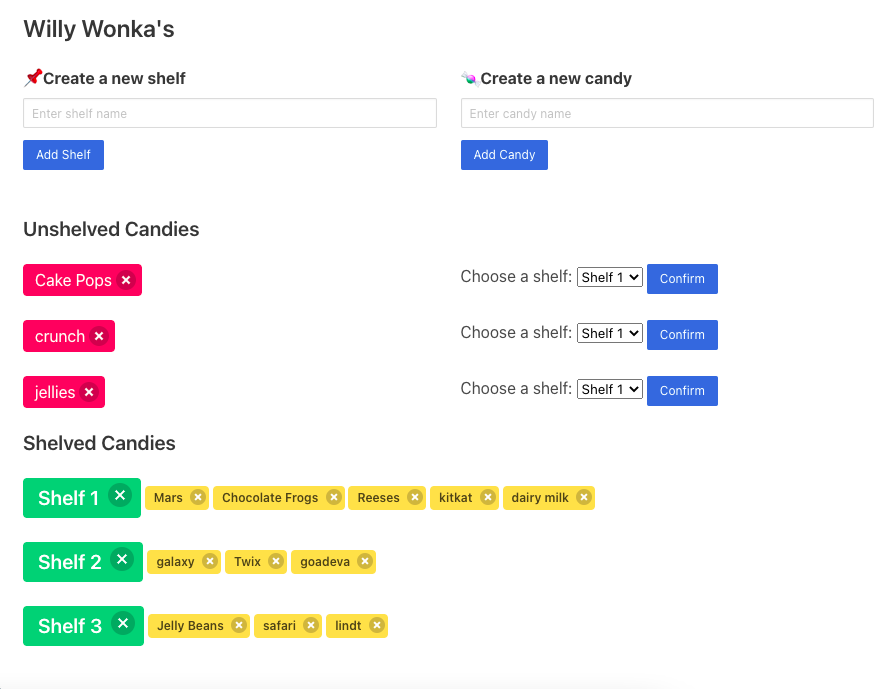 Willy Wonka's
📌Create a new shelf
Enter shelf name
Add Shelf
🍬Create a new candy
Enter candy name
Add Candy
Unshelved Candies
Cake Pops Choose a shelf: Shelf 1 Confirm
crunch Choose a shelf: Shelf 1 Confirm
jellies Choose a shelf: Shelf 1 Confirm
Shelved Candies
Shelf 1 Mars Chocolate Frogs Reeses kitkat dairy milk
Shelf 2 galaxy Twix goadeva
Shelf 3 Jelly Beans safari lindt